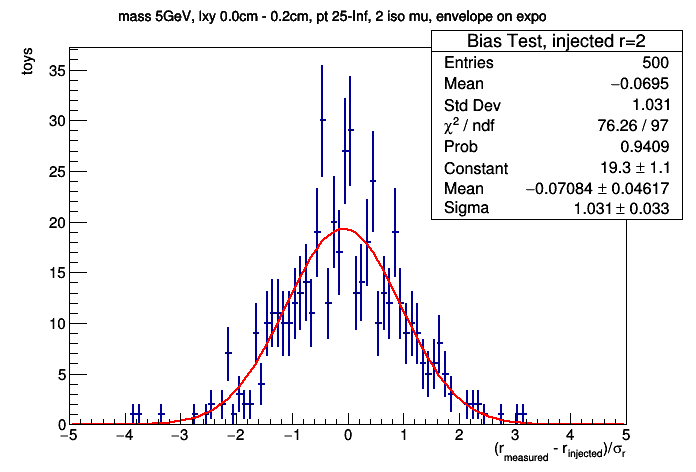 mass 5GeV, lxy 0.0cm - 0.2cm, pt 25-Inf, 2 iso mu, envelope on expo
Bias Test, injected r=2
Entries 500
Mean −0.0695
Std Dev 1.031
χ² / ndf 76.26 / 97
Prob 0.9409
Constant 19.3 ± 1.1
Mean −0.07084 ± 0.04617
Sigma 1.031 ± 0.033
toys
35
30
25
20
15
10
5
0
−5 −4 −3 −2 −1 0 1 2 3 4 5
(r_measured - r_injected)/σ_r